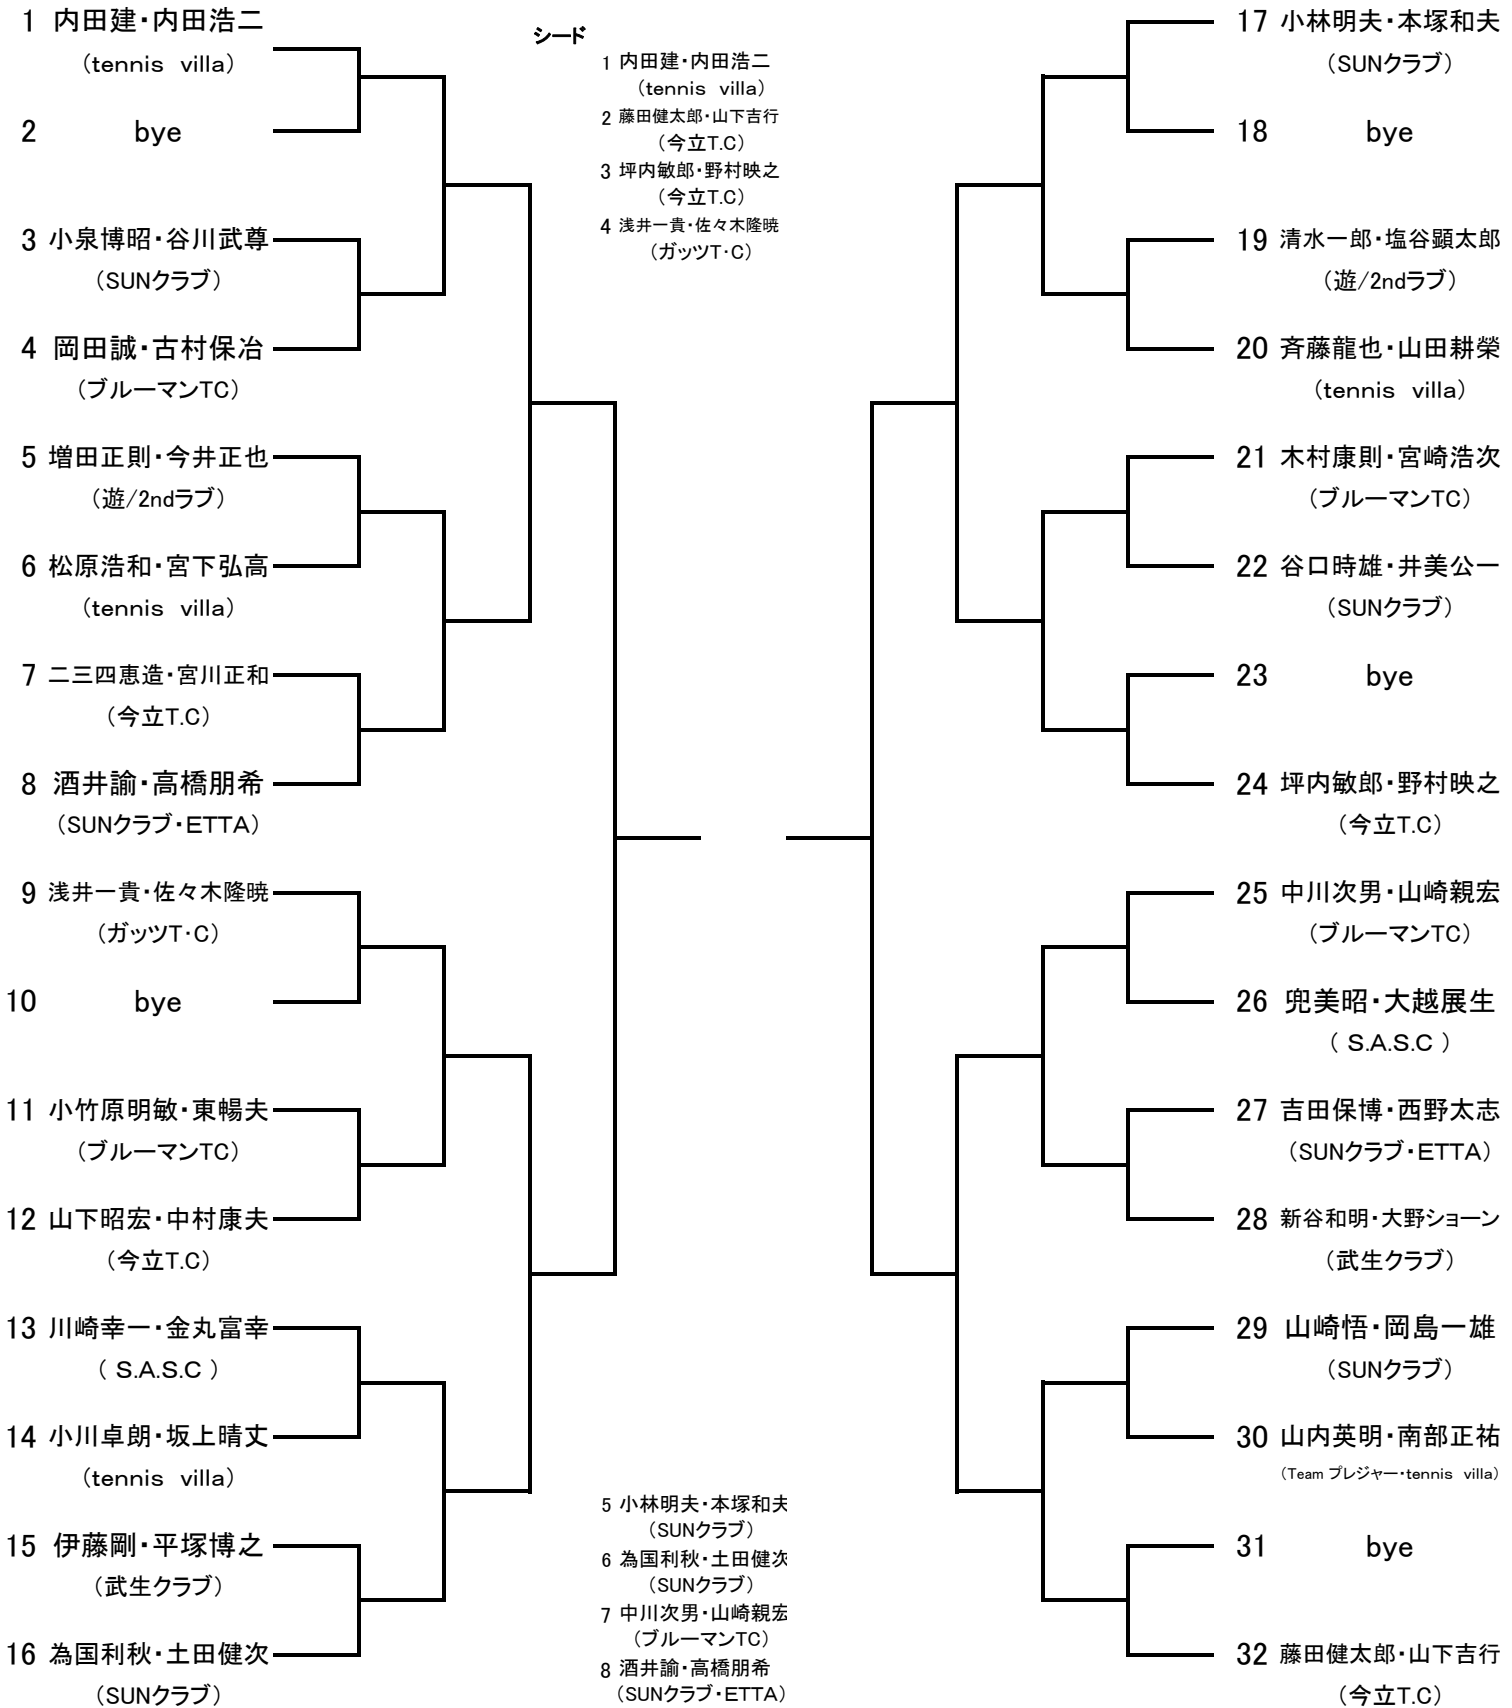 1 内田建・内田浩二
（tennis villa）
2 bye
3 小泉博昭・谷川武尊
（SUNクラブ）
4 岡田誠・古村保冶
（ブルーマンTC）
5 増田正則・今井正也
（遊/2ndラブ）
6 松原浩和・宮下弘高
（tennis villa）
7 二三四恵造・宮川正和
（今立T.C）
8 酒井諭・高橋朋希
（SUNクラブ・ETTA）
9 浅井一貴・佐々木隆暁
（ガッツT・C）
10 bye
11 小竹原明敏・東暢夫
（ブルーマンTC）
12 山下昭宏・中村康夫
（今立T.C）
13 川崎幸一・金丸富幸
（ S.A.S.C ）
14 小川卓朗・坂上晴丈
（tennis villa）
15 伊藤剛・平塚博之
（武生クラブ）
16 為国利秋・土田健次
（SUNクラブ）
シード
1 内田建・内田浩二
（tennis villa）
2 藤田健太郎・山下吉行
（今立T.C）
3 坪内敏郎・野村映之
（今立T.C）
4 浅井一貴・佐々木隆暁
（ガッツT・C）
5 小林明夫・本塚和夫
（SUNクラブ）
6 為国利秋・土田健次
（SUNクラブ）
7 中川次男・山崎親宏
（ブルーマンTC）
8 酒井諭・高橋朋希
（SUNクラブ・ETTA）
17 小林明夫・本塚和夫
（SUNクラブ）
18 bye
19 清水一郎・塩谷顕太郎
（遊/2ndラブ）
20 斉藤龍也・山田耕榮
（tennis villa）
21 木村康則・宮崎浩次
（ブルーマンTC）
22 谷口時雄・井美公一
（SUNクラブ）
23 bye
24 坪内敏郎・野村映之
（今立T.C）
25 中川次男・山崎親宏
（ブルーマンTC）
26 兜美昭・大越展生
（ S.A.S.C ）
27 吉田保博・西野太志
（SUNクラブ・ETTA）
28 新谷和明・大野ショーン
（武生クラブ）
29 山崎悟・岡島一雄
（SUNクラブ）
30 山内英明・南部正祐
（Team プレジャー・tennis villa）
31 bye
32 藤田健太郎・山下吉行
（今立T.C）